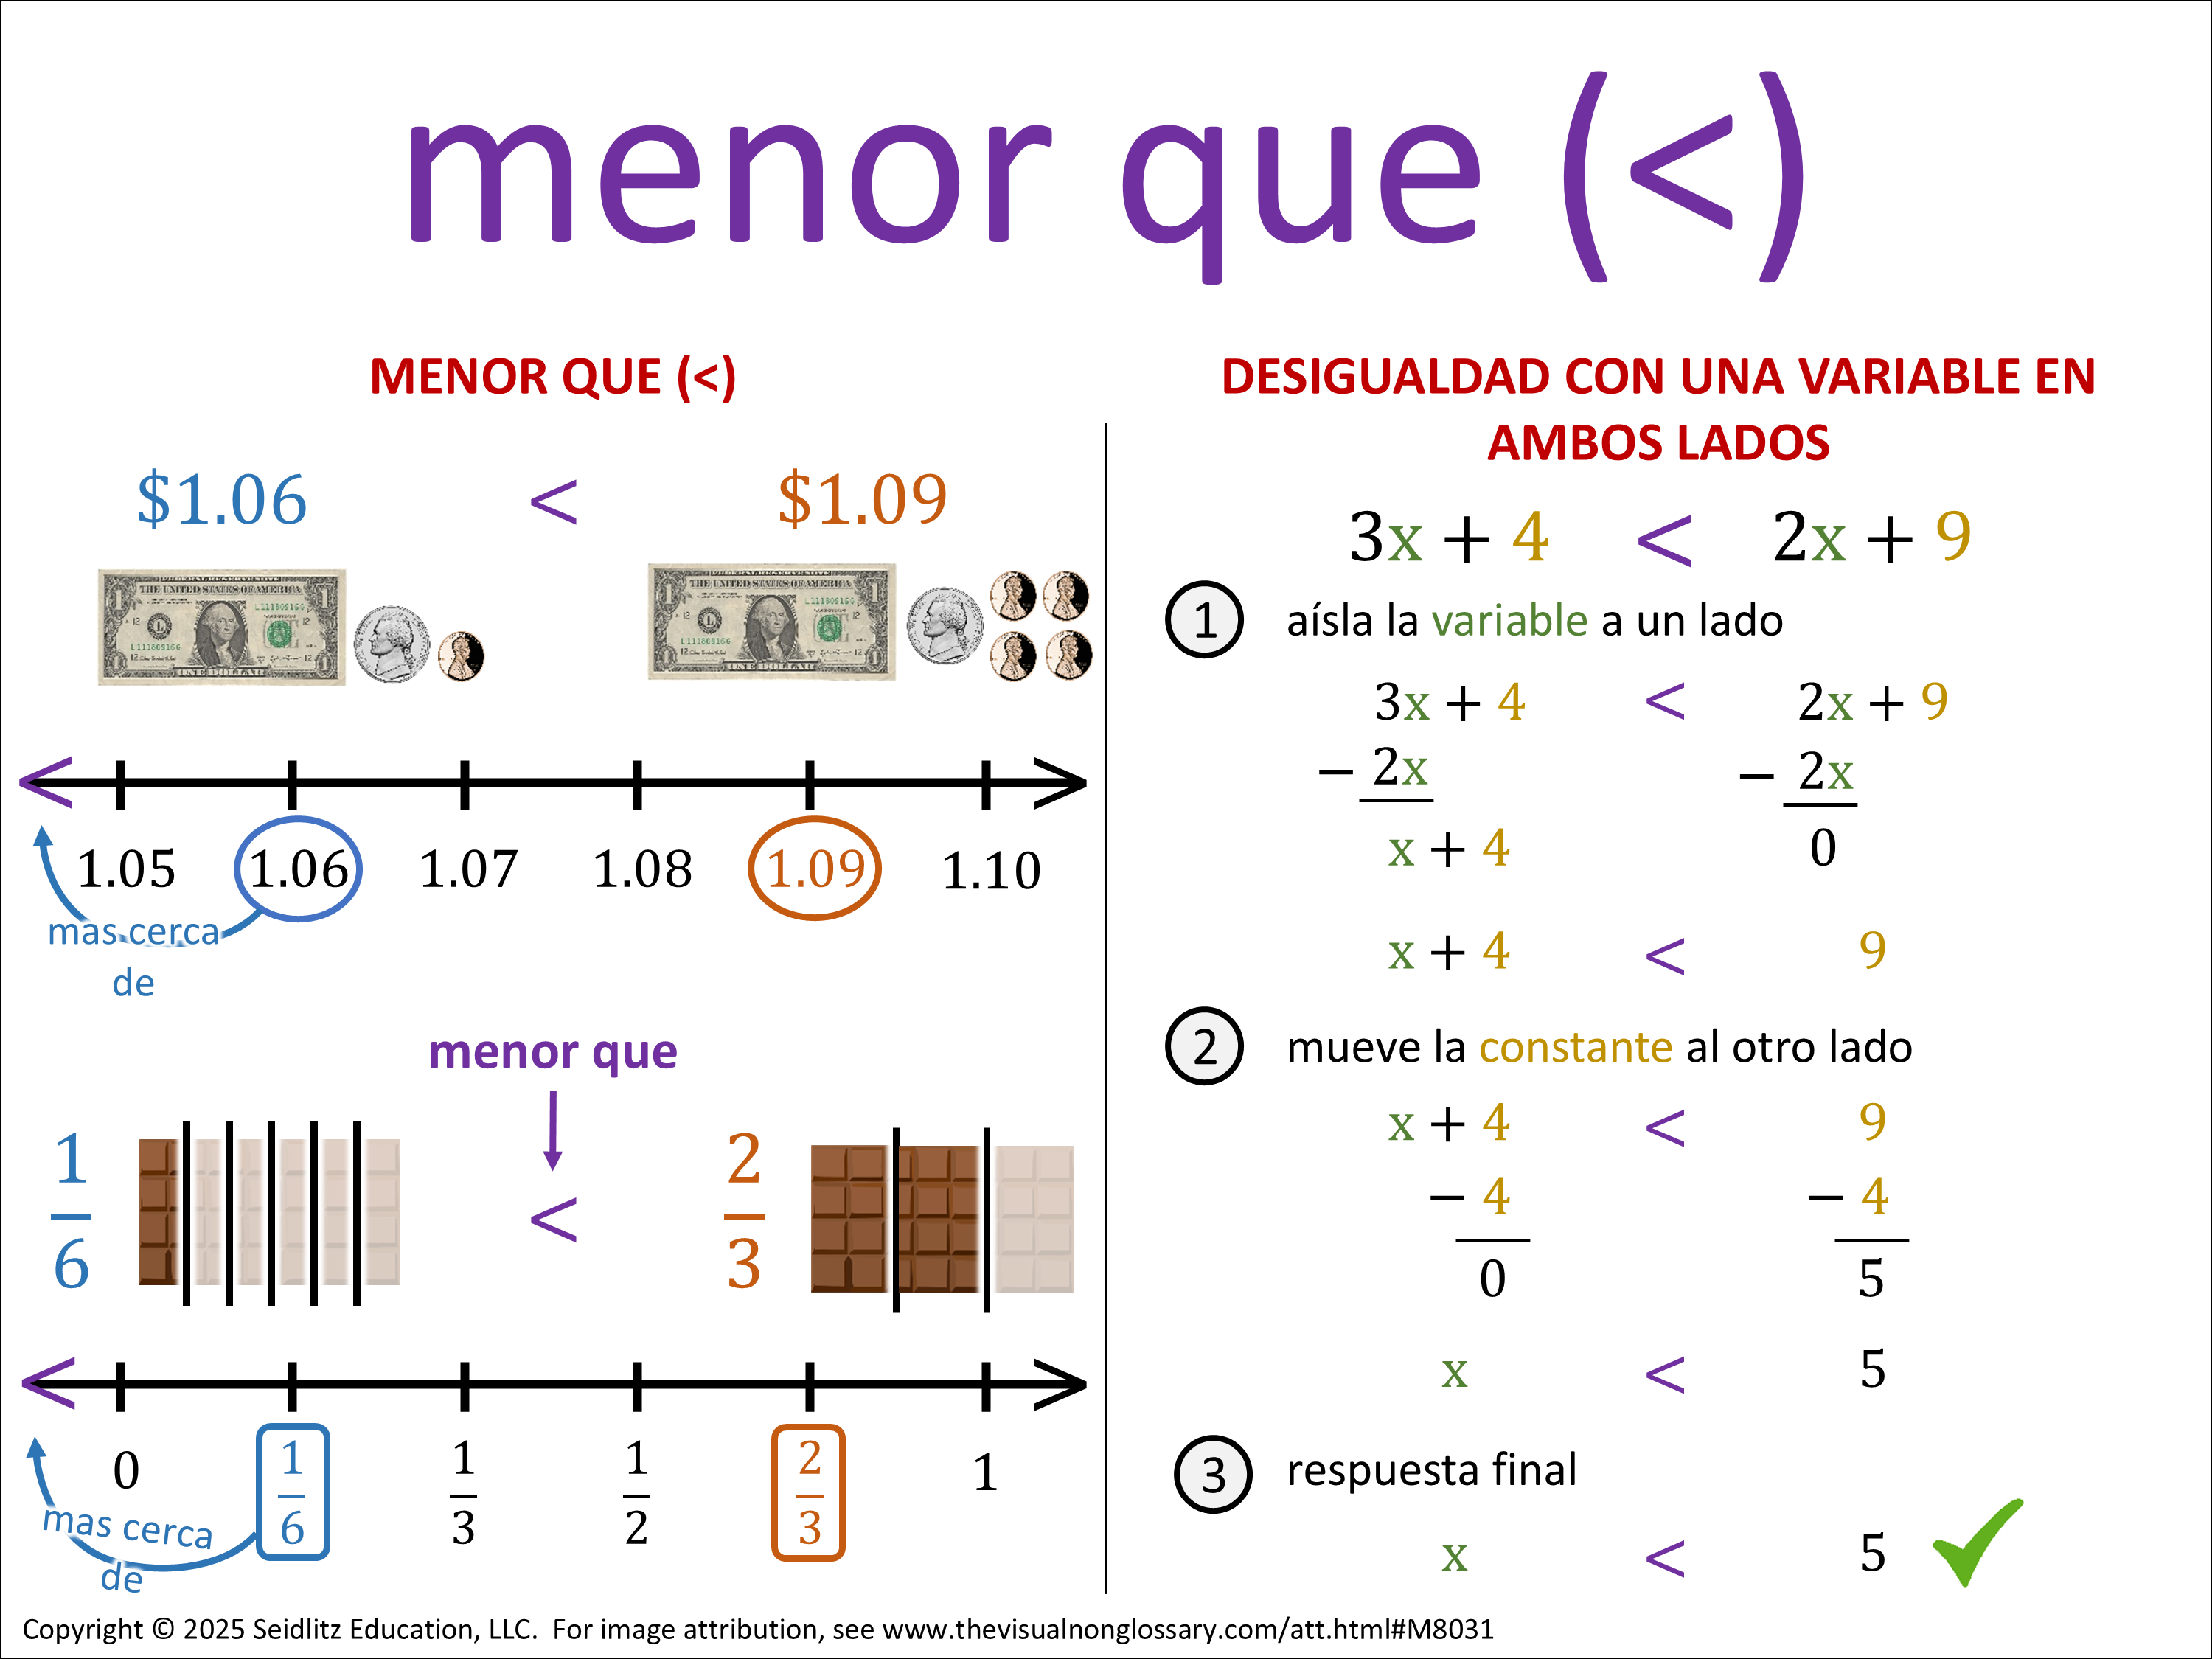 menor que (<)
MENOR QUE (<)
$1.06 < $1.09
1.05 1.06 1.07 1.08 1.09 1.10
mas cerca
de
menor que
1/6 < 2/3
0 1/6 1/3 1/2 2/3 1
mas cerca
de
DESIGUALDAD CON UNA VARIABLE EN
AMBOS LADOS
3x + 4 < 2x + 9
1 aísla la variable a un lado
3x + 4 < 2x + 9
− 2x − 2x
x + 4 0
x + 4 < 9
2 mueve la constante al otro lado
x + 4 < 9
− 4 − 4
0 5
x < 5
3 respuesta final
x < 5
Copyright © 2025 Seidlitz Education, LLC. For image attribution, see www.thevisualnonglossary.com/att.html#M8031